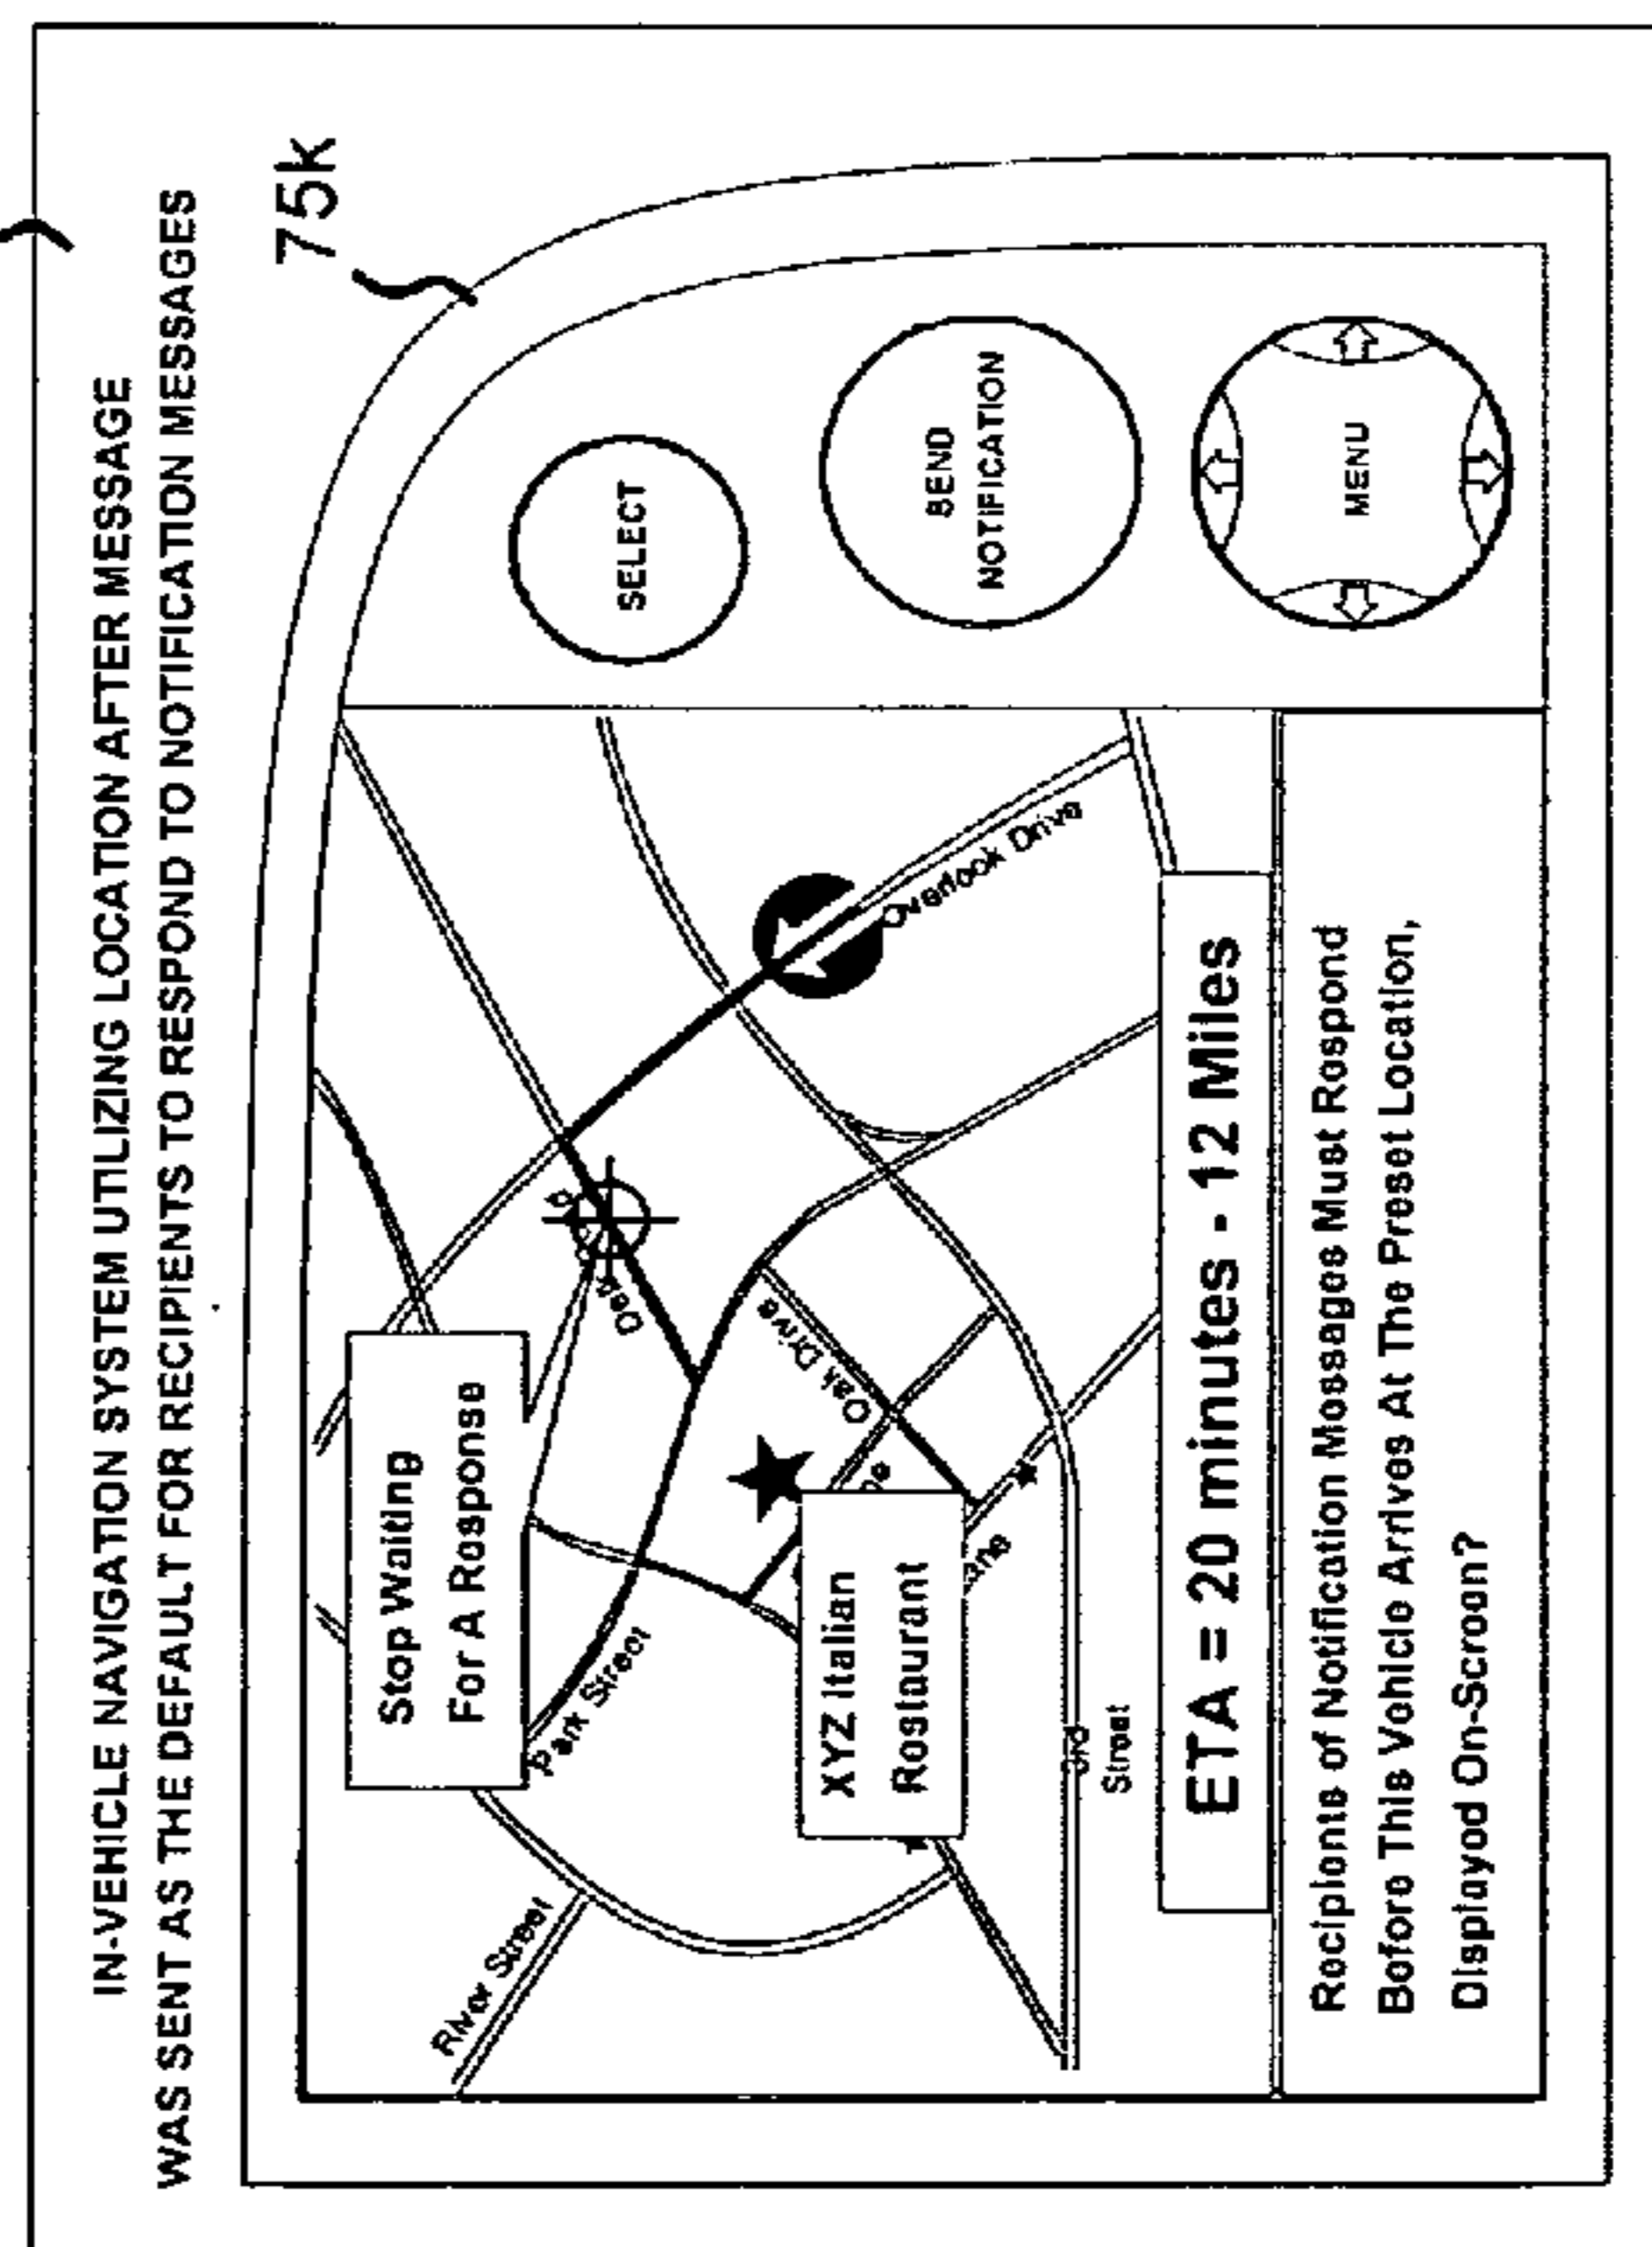 IN-VEHICLE NAVIGATION SYSTEM UTILIZING LOCATION AFTER MESSAGE
WAS SENT AS THE DEFAULT FOR RECIPIENTS TO RESPOND TO NOTIFICATION MESSAGES
75k
Stop Waiting
For A Response
River Street
Park Street
Oak Drive
Overlook Drive
XYZ Italian
Restaurant
3rd
Street
ETA = 20 minutes - 12 Miles
Recipients of Notification Messages Must Respond
Before This Vehicle Arrives At The Preset Location,
Displayed On-Screen?
SELECT
SEND
NOTIFICATION
MENU